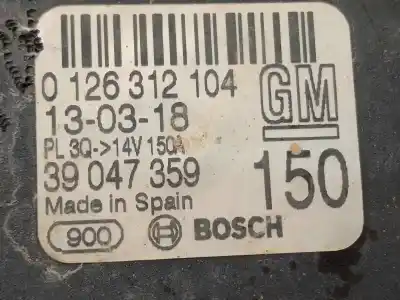 0 126 312 104
13-03-18
GM
PL 3Q->14V 150A
39 047 359
150
Made in Spain
900 BOSCH